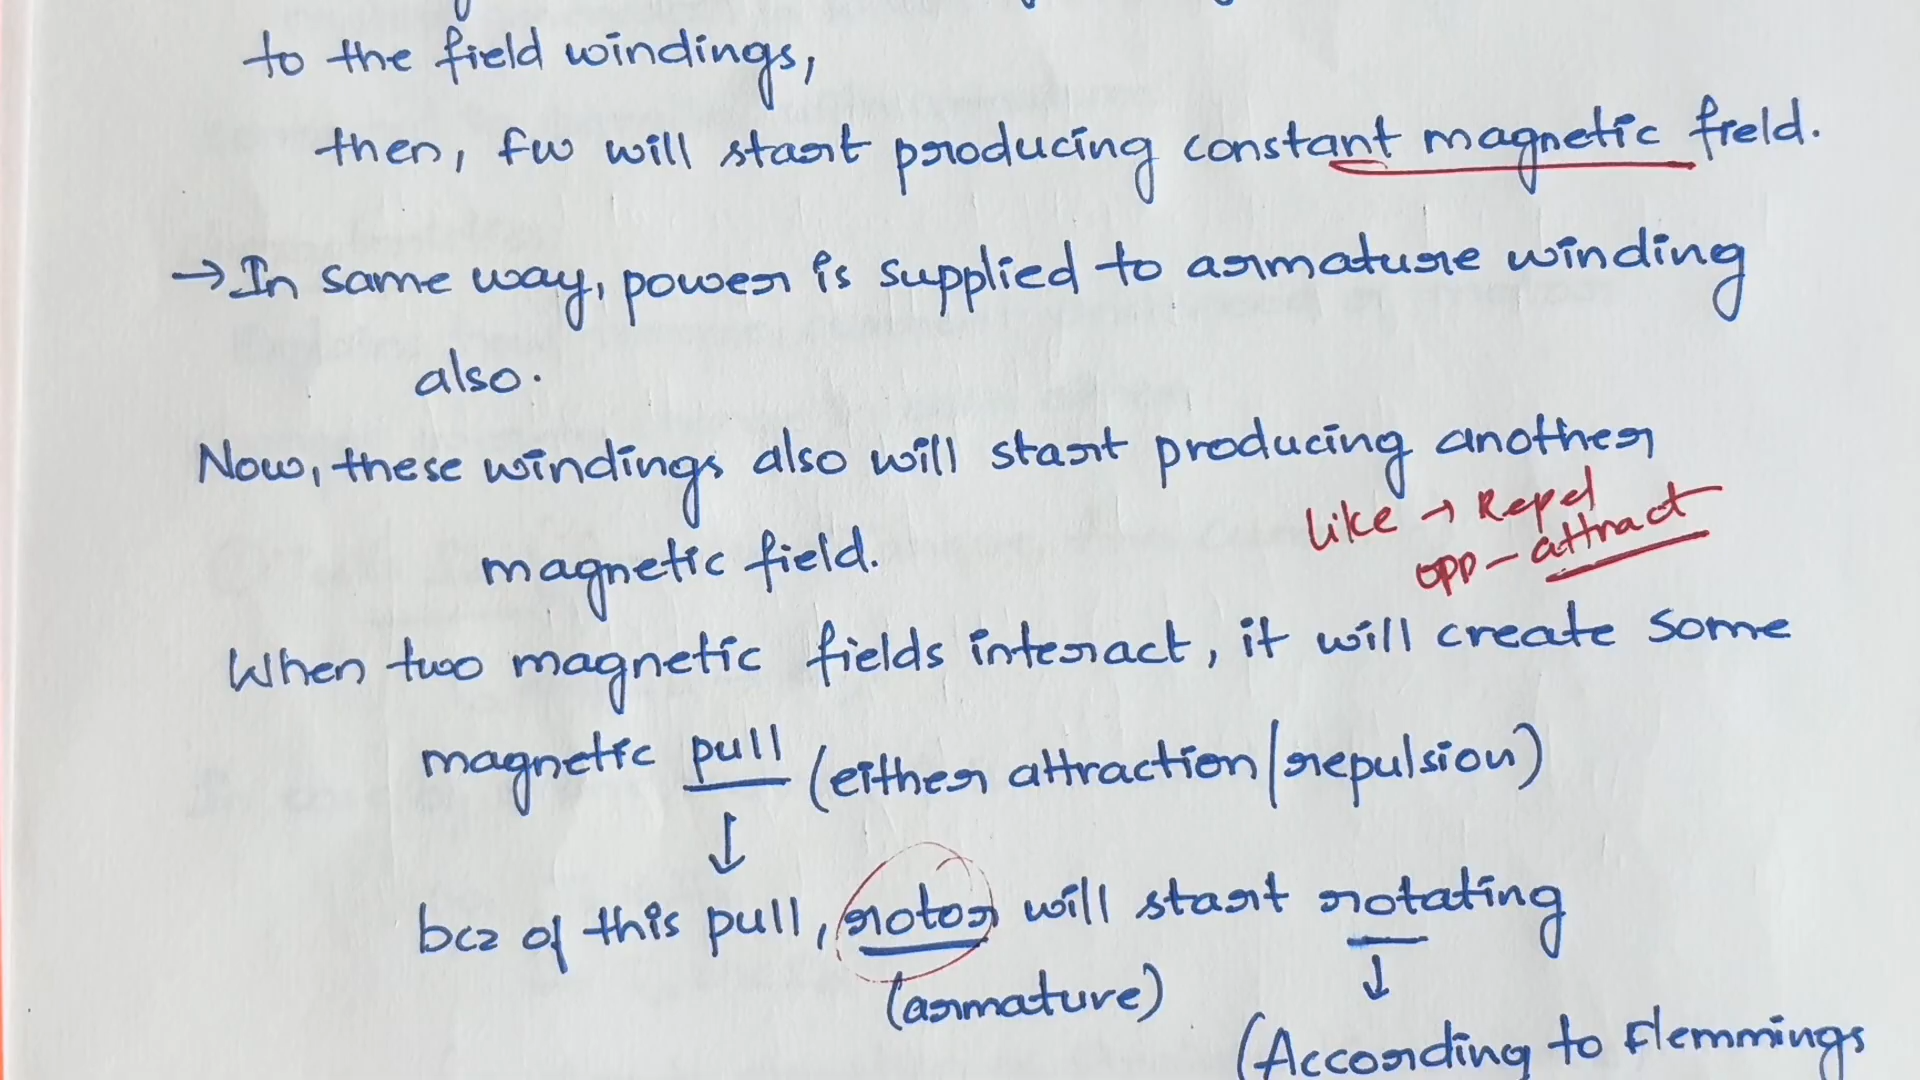 to the field windings,
then, fw will start producing constant magnetic field.
→ In same way, power is supplied to armature winding
also.
Now, these windings also will start producing another
like → Repel
magnetic field.
opp - attract
When two magnetic fields interact, it will create some
magnetic pull (either attraction/repulsion)
↓
bcz of this pull, rotor will start rotating
(armature)
↓
(According to Flemmings